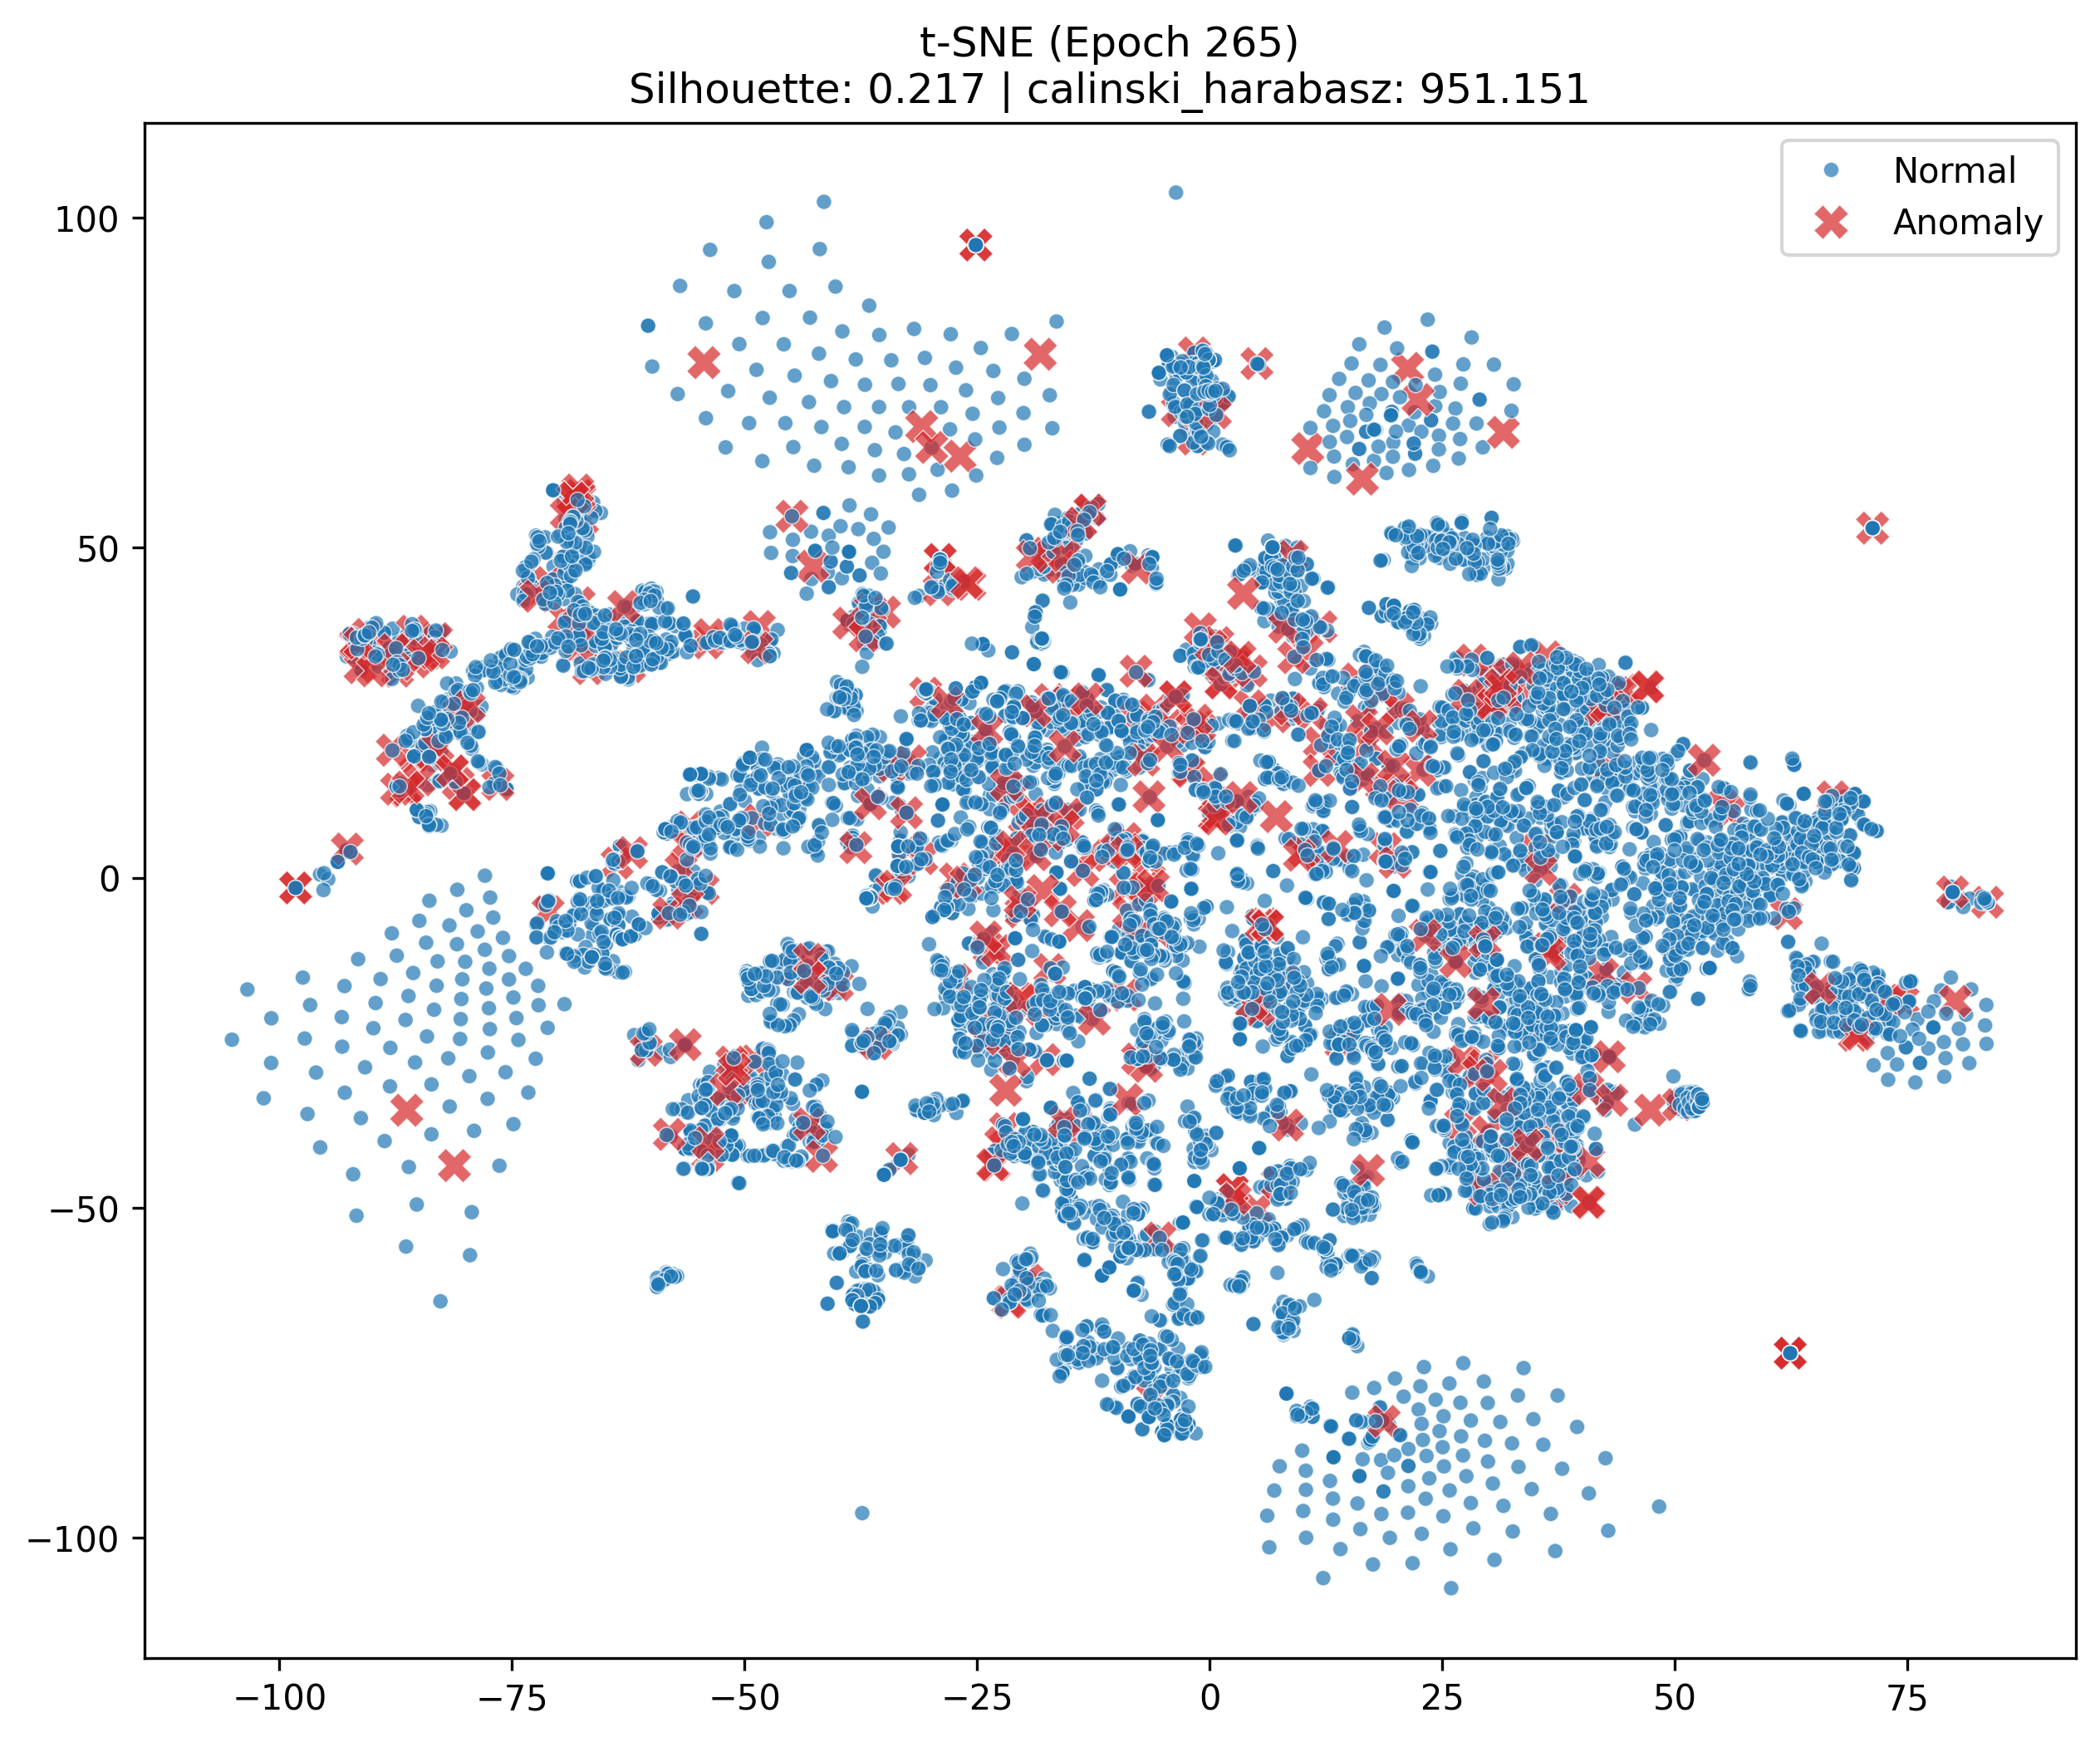 t-SNE (Epoch 265)
Silhouette: 0.217 | calinski_harabasz: 951.151
Normal
Anomaly
100
50
0
−50
−100
−100 −75 −50 −25 0 25 50 75